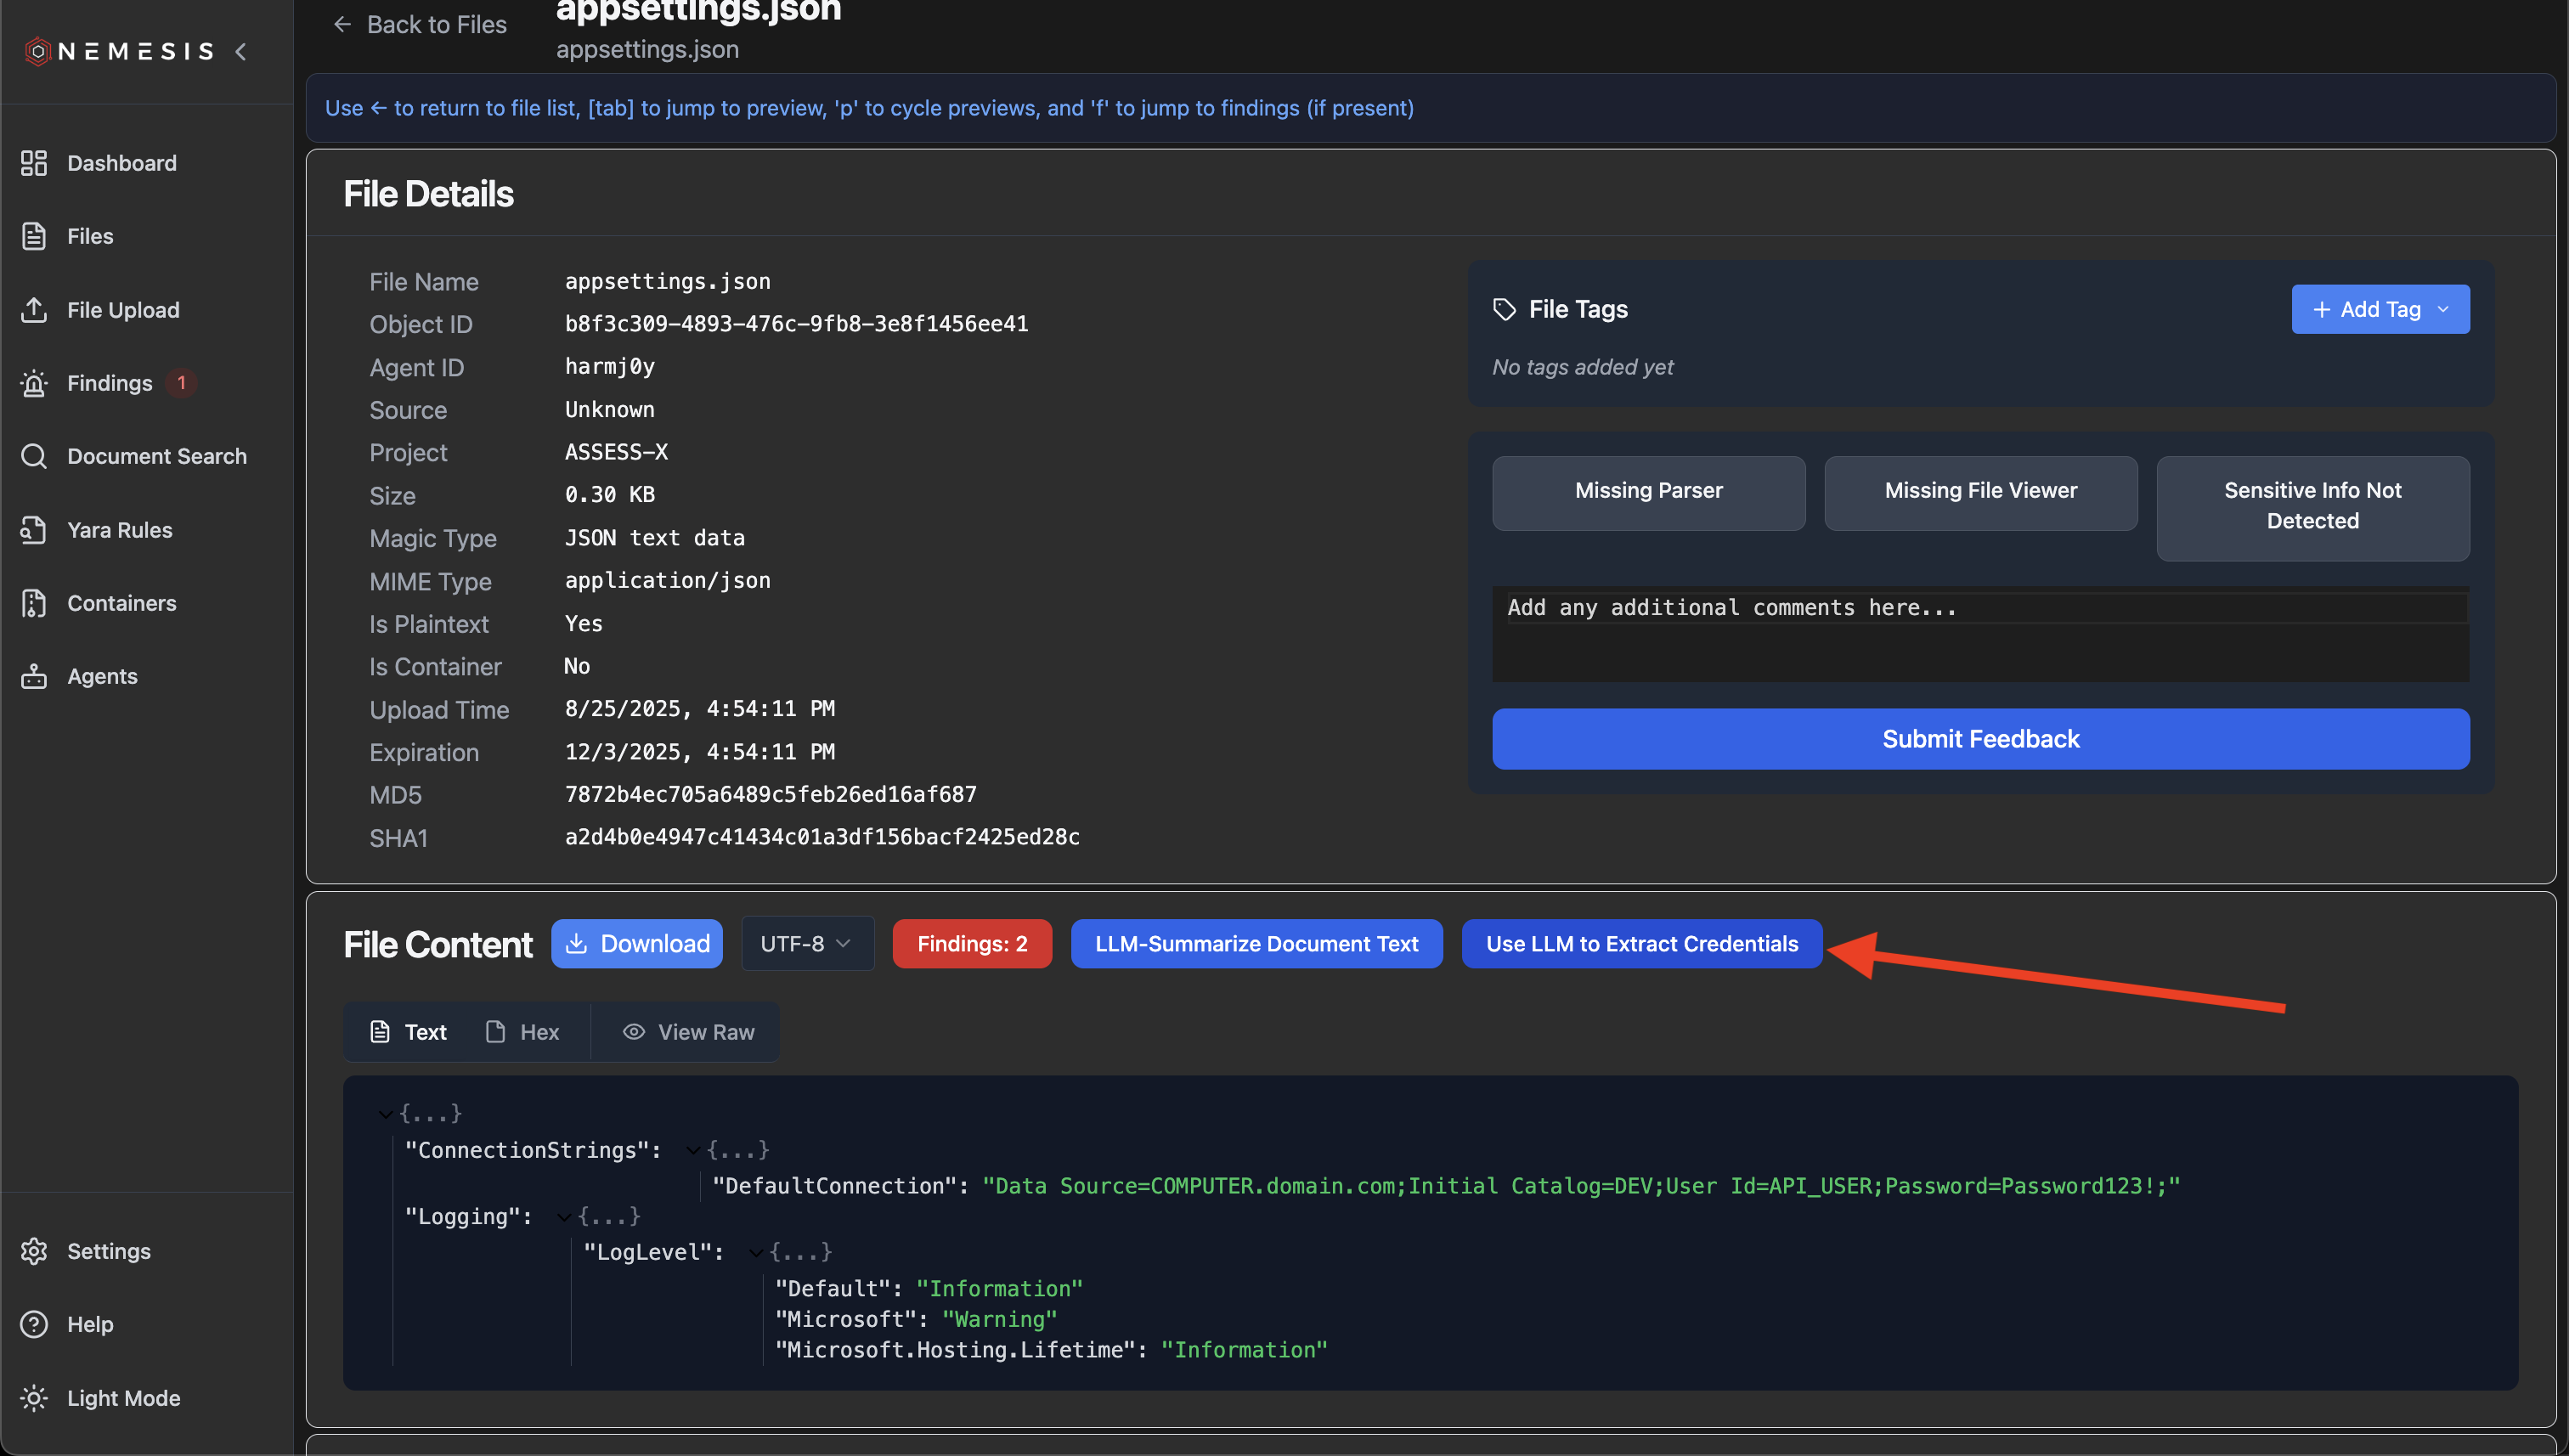 NEMESIS
Dashboard
Files
File Upload
Findings 1
Document Search
Yara Rules
Containers
Agents
Settings
Help
Light Mode
← Back to Files
appsettings.json
appsettings.json
Use ← to return to file list, [tab] to jump to preview, 'p' to cycle previews, and 'f' to jump to findings (if present)
File Details
File Name appsettings.json
Object ID b8f3c309-4893-476c-9fb8-3e8f1456ee41
Agent ID harmj0y
Source Unknown
Project ASSESS-X
Size 0.30 KB
Magic Type JSON text data
MIME Type application/json
Is Plaintext Yes
Is Container No
Upload Time 8/25/2025, 4:54:11 PM
Expiration 12/3/2025, 4:54:11 PM
MD5 7872b4ec705a6489c5feb26ed16af687
SHA1 a2d4b0e4947c41434c01a3df156bacf2425ed28c
File Tags
+ Add Tag
No tags added yet
Missing Parser
Missing File Viewer
Sensitive Info Not
Detected
Add any additional comments here...
Submit Feedback
File Content
Download
UTF-8
Findings: 2
LLM-Summarize Document Text
Use LLM to Extract Credentials
Text
Hex
View Raw
{...}
"ConnectionStrings": {...}
"DefaultConnection": "Data Source=COMPUTER.domain.com;Initial Catalog=DEV;User Id=API_USER;Password=Password123!;"
"Logging": {...}
"LogLevel": {...}
"Default": "Information"
"Microsoft": "Warning"
"Microsoft.Hosting.Lifetime": "Information"